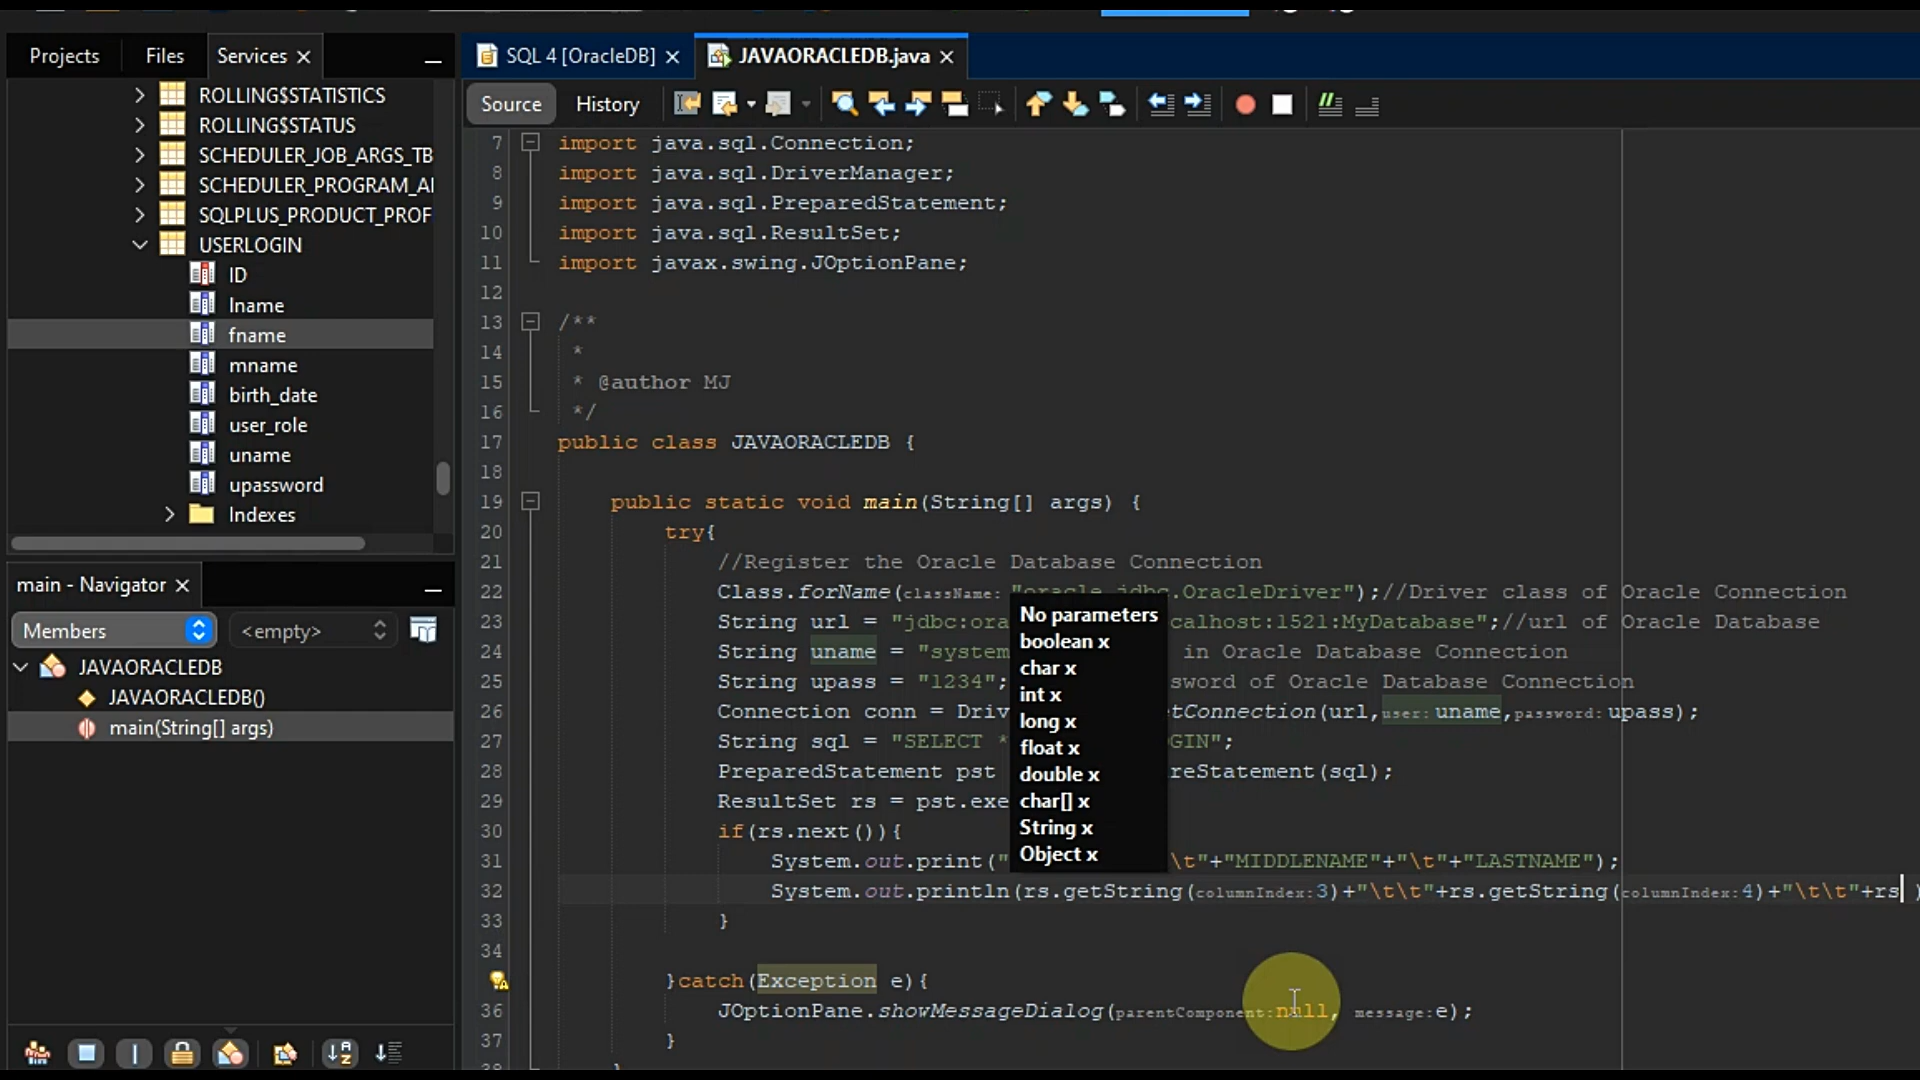 Projects Files Services
SQL 4 [OracleDB] JAVAORACLEDB.java
Source History
ROLLING$STATISTICS
ROLLING$STATUS
SCHEDULER_JOB_ARGS_TB
SCHEDULER_PROGRAM_AI
SQLPLUS_PRODUCT_PROF
USERLOGIN
ID
lname
fname
mname
birth_date
user_role
uname
upassword
Indexes
main - Navigator
Members <empty>
JAVAORACLEDB
JAVAORACLEDB()
main(String[] args)
7 import java.sql.Connection;
8 import java.sql.DriverManager;
9 import java.sql.PreparedStatement;
10 import java.sql.ResultSet;
11 import javax.swing.JOptionPane;
12
13 /**
14 *
15 * @author MJ
16 */
17 public class JAVAORACLEDB {
18
19 public static void main(String[] args) {
20 try{
21 //Register the Oracle Database Connection
22 Class.forName(className: "oracle.jdbc.OracleDriver");//Driver class of Oracle Connection
23 String url = "jdbc:ora calhost:1521:MyDatabase";//url of Oracle Database
24 String uname = "system in Oracle Database Connection
25 String upass = "1234"; sword of Oracle Database Connection
26 Connection conn = Driv tConnection(url,user:uname,password:upass);
27 String sql = "SELECT * GIN";
28 PreparedStatement pst reStatement(sql);
29 ResultSet rs = pst.exe
30 if(rs.next()){
31 System.out.print(" \t"+"MIDDLENAME"+"\t"+"LASTNAME");
32 System.out.println(rs.getString(columnIndex:3)+"\t\t"+rs.getString(columnIndex:4)+"\t\t"+rs )
33 }
34
}catch(Exception e){
36 JOptionPane.showMessageDialog(parentComponent:null, message:e);
37 }
38
No parameters
boolean x
char x
int x
long x
float x
double x
char[] x
String x
Object x